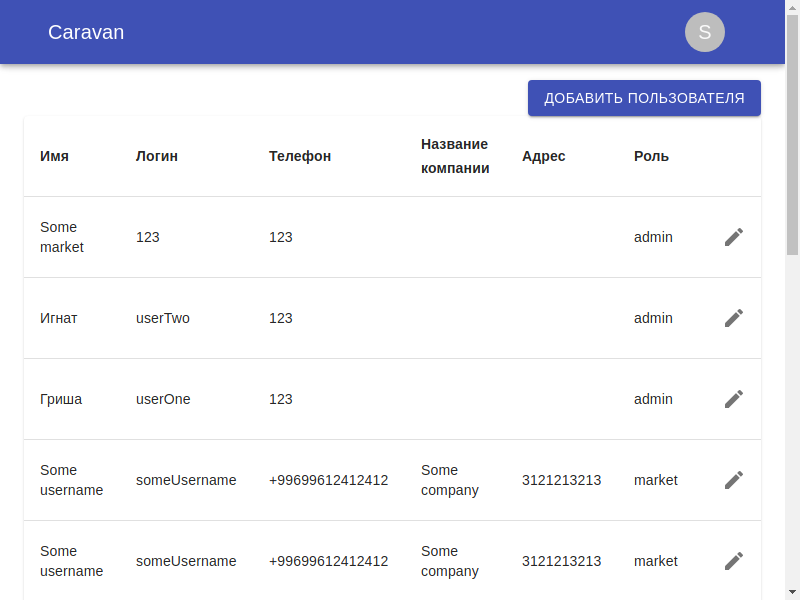 Caravan
S
ДОБАВИТЬ ПОЛЬЗОВАТЕЛЯ
Имя Логин Телефон Название компании Адрес Роль
Some market 123 123 admin
Игнат userTwo 123 admin
Гриша userOne 123 admin
Some username someUsername +99699612412412 Some company 3121213213 market
Some username someUsername +99699612412412 Some company 3121213213 market